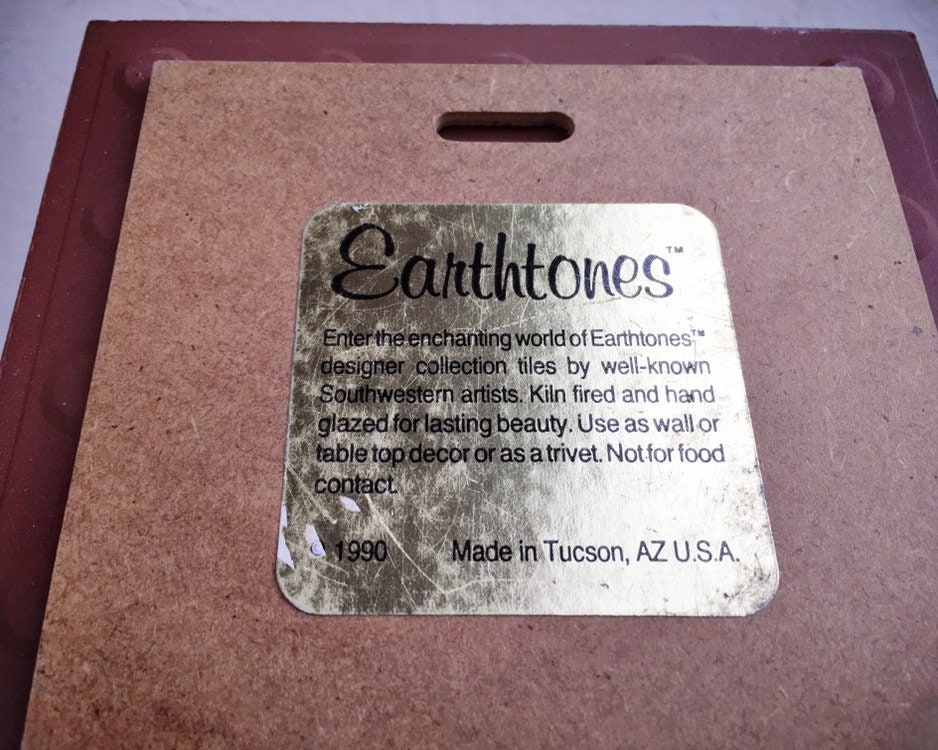 Earthtones™
Enter the enchanting world of Earthtones™
designer collection tiles by well-known
Southwestern artists. Kiln fired and hand
glazed for lasting beauty. Use as wall or
table top decor or as a trivet. Not for food
contact.
© 1990 Made in Tucson, AZ U.S.A.